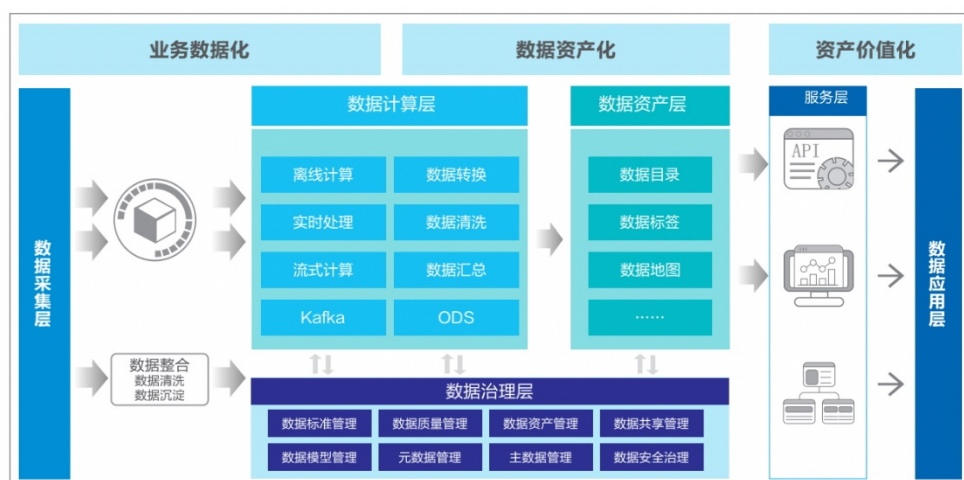 业务数据化
数据资产化
资产价值化
数据采集层
数据整合
数据清洗
数据沉淀
数据计算层
离线计算
数据转换
实时处理
数据清洗
流式计算
数据汇总
Kafka
ODS
数据资产层
数据目录
数据标签
数据地图
……
数据治理层
数据标准管理
数据质量管理
数据资产管理
数据共享管理
数据模型管理
元数据管理
主数据管理
数据安全治理
服务层
API
数据应用层